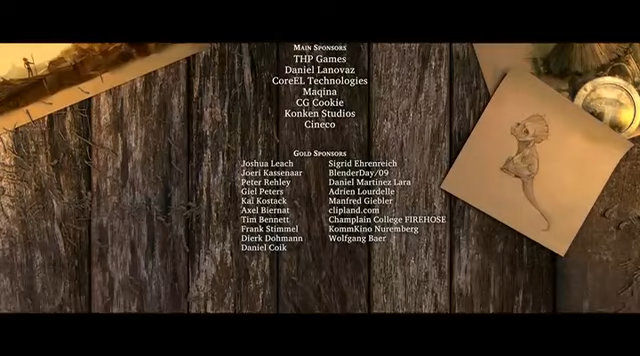 Main Sponsors
THP Games
Daniel Lanovaz
CoreEL Technologies
Maqina
CG Cookie
Konken Studios
Cineco
Gold Sponsors
Joshua Leach
Joeri Kassenaar
Peter Rehley
Giel Peters
Kai Kostack
Axel Biernat
Tim Bennett
Frank Stimmel
Dierk Dohmann
Daniel Coik
Sigrid Ehrenreich
BlenderDay/09
Daniel Martinez Lara
Adrien Lourdelle
Manfred Giebler
clipland.com
Champlain College FIREHOSE
KommKino Nuremberg
Wolfgang Baer